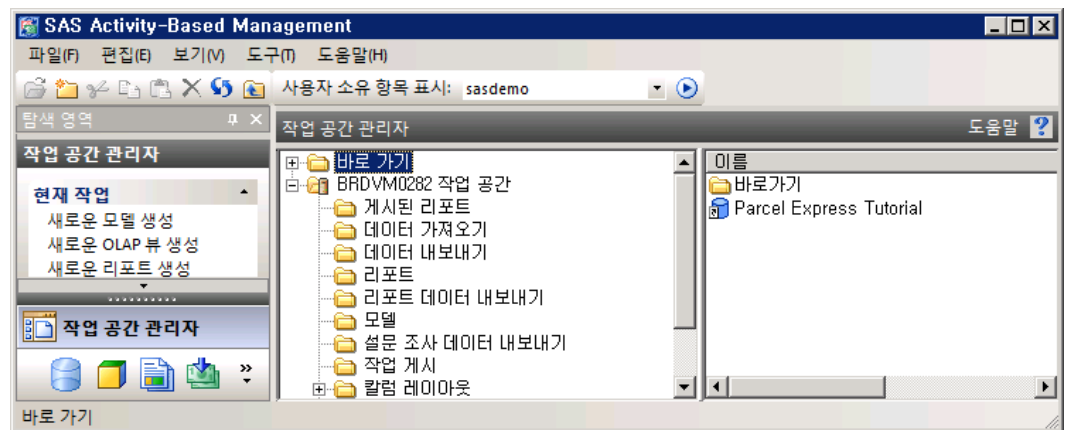 SAS Activity-Based Management
파일(F) 편집(E) 보기(V) 도구(T) 도움말(H)
사용자 소유 항목 표시: sasdemo
탐색 영역
작업 공간 관리자
현재 작업
새로운 모델 생성
새로운 OLAP 뷰 생성
새로운 리포트 생성
작업 공간 관리자
작업 공간 관리자
도움말
바로 가기
BRDVM0282 작업 공간
게시된 리포트
데이터 가져오기
데이터 내보내기
리포트
리포트 데이터 내보내기
모델
설문 조사 데이터 내보내기
작업 게시
칼럼 레이아웃
이름
바로가기
Parcel Express Tutorial
바로 가기